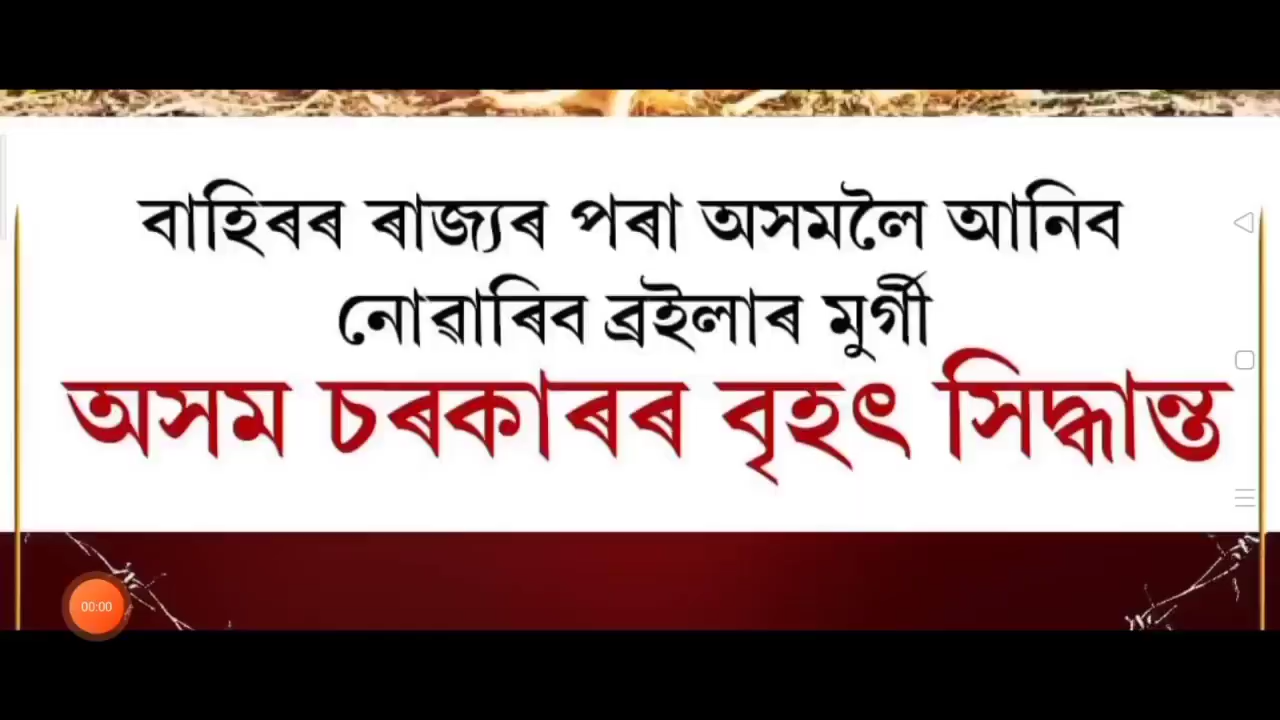 বাহিৰৰ ৰাজ্যৰ পৰা অসমলৈ আনিব
নোৱাৰিব ব্ৰইলাৰ মুৰ্গী
অসম চৰকাৰৰ বৃহৎ সিদ্ধান্ত
00:00